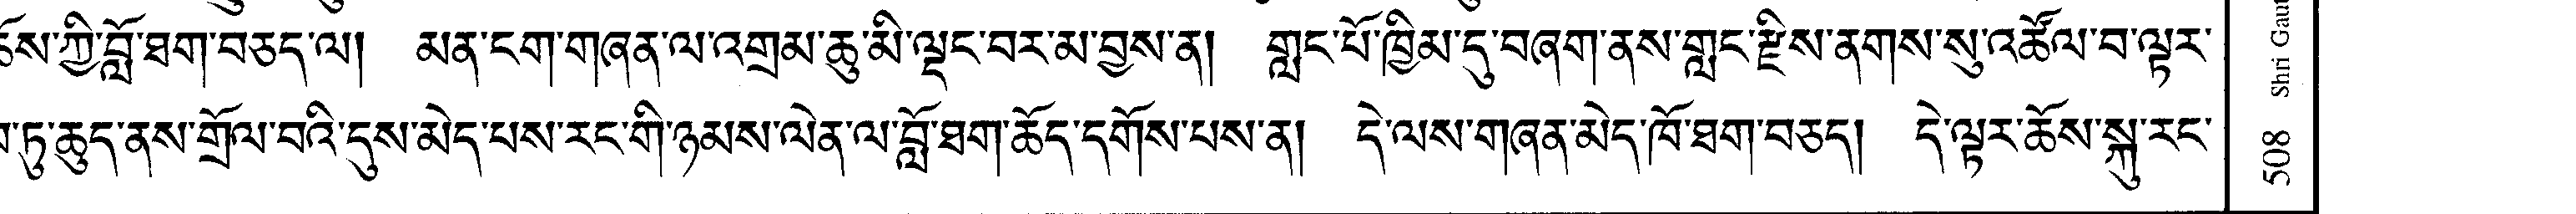 ཆོས་ཀྱི་བློ་ཐག་བཅད་ལ། མན་ངག་གཞན་ལ་འགྲམ་ཆུ་མི་ལྡང་བར་མ་བྱས་ན། གླང་པོ་ཁྱིམ་དུ་བཞག་ནས་གླང་རྫིས་ནགས་སུ་འཚོལ་བ་ལྟར་
ཏུ་ཆུད་ནས་གྲོལ་བའི་དུས་མེད་པས་རང་གི་ཉམས་ལེན་ལ་བློ་ཐག་ཆོད་དགོས་པས་ན། དེ་ལས་གཞན་མེད་ཁོ་ཐག་བཅད། དེ་ལྟར་ཆོས་སྐུ་རང་
Shri
508